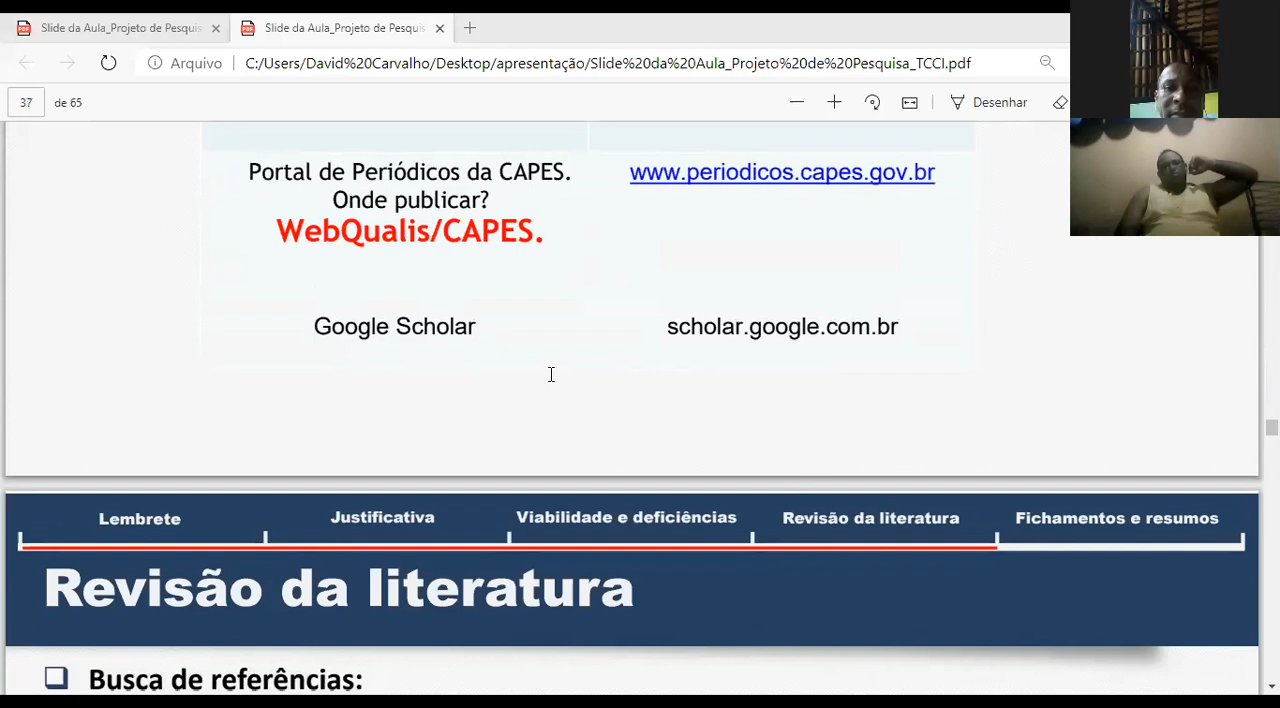 Slide da Aula_Projeto de Pesquis
Slide da Aula_Projeto de Pesquis
Arquivo
C:/Users/David%20Carvalho/Desktop/apresentação/Slide%20da%20Aula_Projeto%20de%20Pesquisa_TCCI.pdf
37 de 65
Desenhar
Portal de Periódicos da CAPES.
www.periodicos.capes.gov.br
Onde publicar?
WebQualis/CAPES.
Google Scholar
scholar.google.com.br
Lembrete
Justificativa
Viabilidade e deficiências
Revisão da literatura
Fichamentos e resumos
Revisão da literatura
Busca de referências: